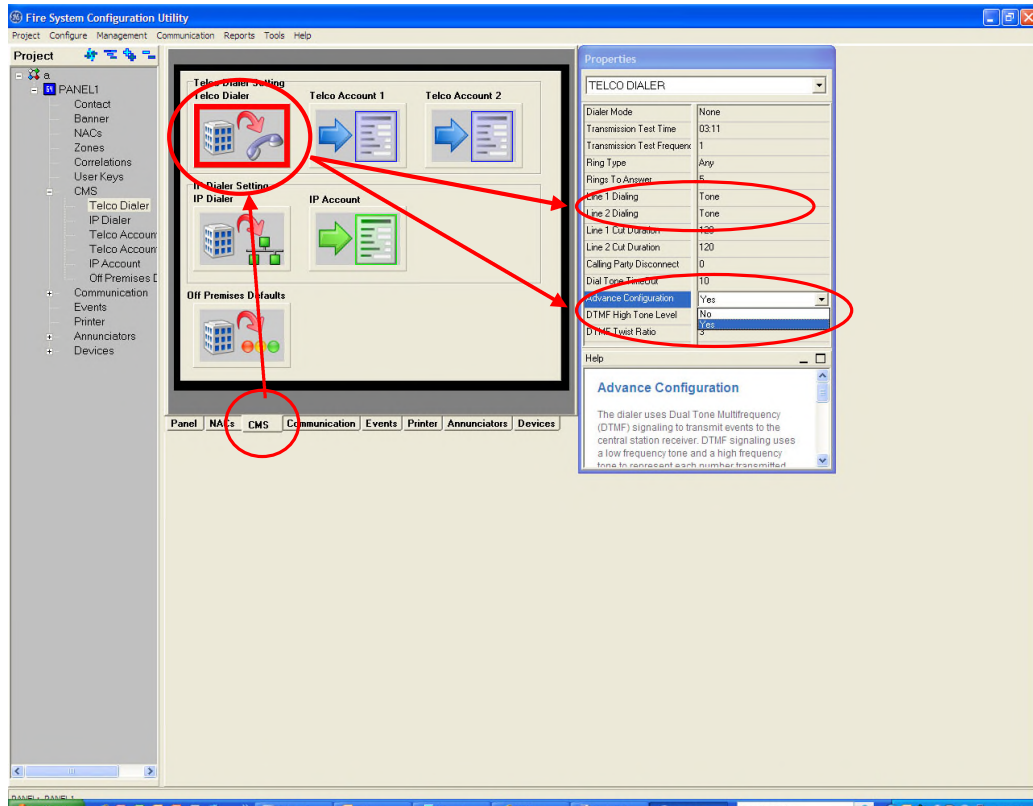 Fire System Configuration Utility
Project Configure Management Communication Reports Tools Help
Project
a
PANEL1
Contact
Banner
NACs
Zones
Correlations
User Keys
CMS
Telco Dialer
IP Dialer
Telco Accoun
Telco Accoun
IP Account
Off Premises D
Communication
Events
Printer
Annunciators
Devices
Telco Dialer Setting
Telco Dialer Telco Account 1 Telco Account 2
IP Dialer Setting
IP Dialer IP Account
Off Premises Defaults
Panel NACs CMS Communication Events Printer Annunciators Devices
Properties
TELCO DIALER
Dialer Mode None
Transmission Test Time 03:11
Transmission Test Frequenc 1
Ring Type Any
Rings To Answer 5
Line 1 Dialing Tone
Line 2 Dialing Tone
Line 1 Cut Duration 120
Line 2 Cut Duration 120
Calling Party Disconnect 0
Dial Tone TimeOut 10
Advance Configuration Yes
DTMF High Tone Level No
Yes
DTMF Twist Ratio 3
Help
Advance Configuration
The dialer uses Dual Tone Multifrequency
(DTMF) signaling to transmit events to the
central station receiver. DTMF signaling uses
a low frequency tone and a high frequency
tone to represent each number transmitted
PANEL: PANEL1